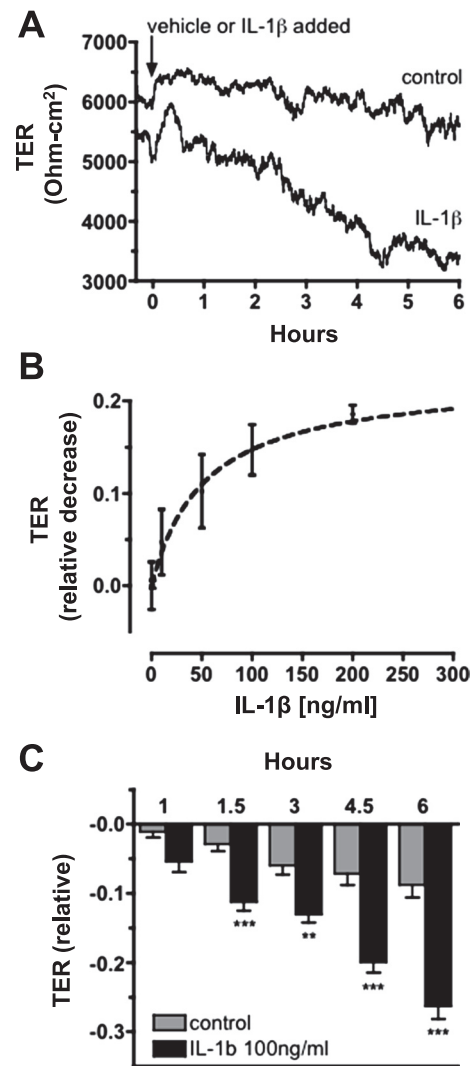 A
vehicle or IL-1β added
7000
6000
5000
4000
3000
TER
(Ohm-cm²)
control
IL-1β
0 1 2 3 4 5 6
Hours
B
0.2
0.1
0.0
TER
(relative decrease)
0 50 100 150 200 250 300
IL-1β [ng/ml]
C
Hours
1 1.5 3 4.5 6
-0.0
-0.1
-0.2
-0.3
TER (relative)
*** ** *** ***
control
IL-1b 100ng/ml